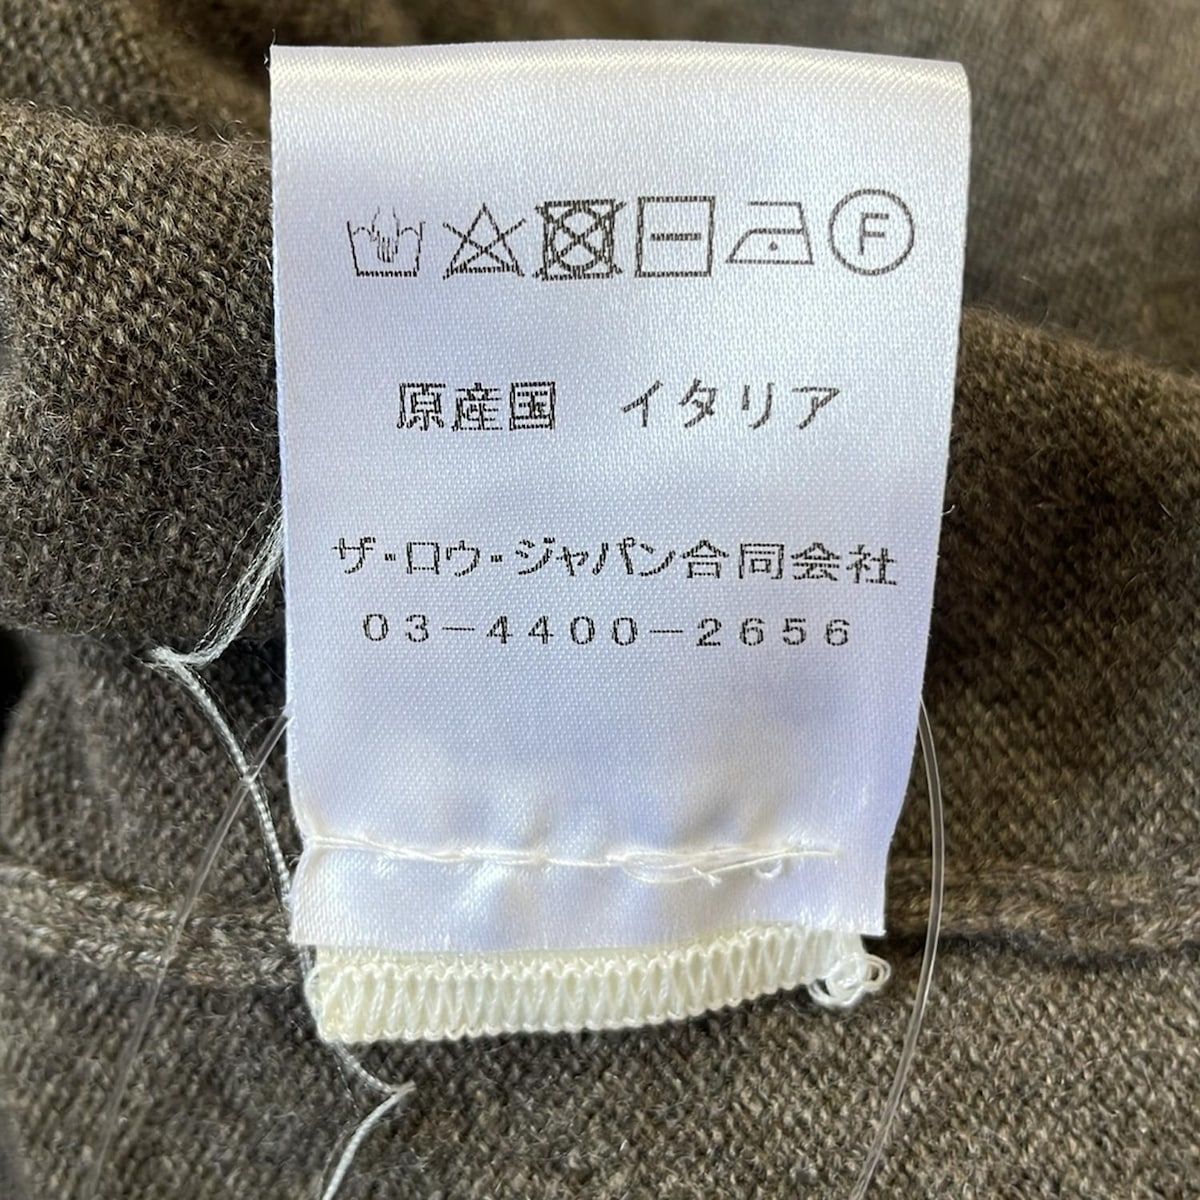 F
原産国　イタリア
ザ・ロウ・ジャパン合同会社
03-4400-2656